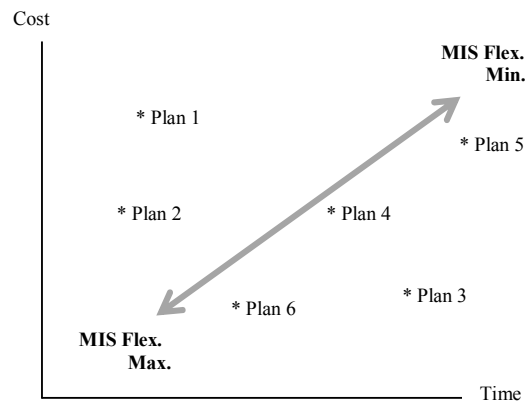 Cost
MIS Flex.
Min.
* Plan 1
* Plan 5
* Plan 2
* Plan 4
* Plan 3
* Plan 6
MIS Flex.
Max.
Time